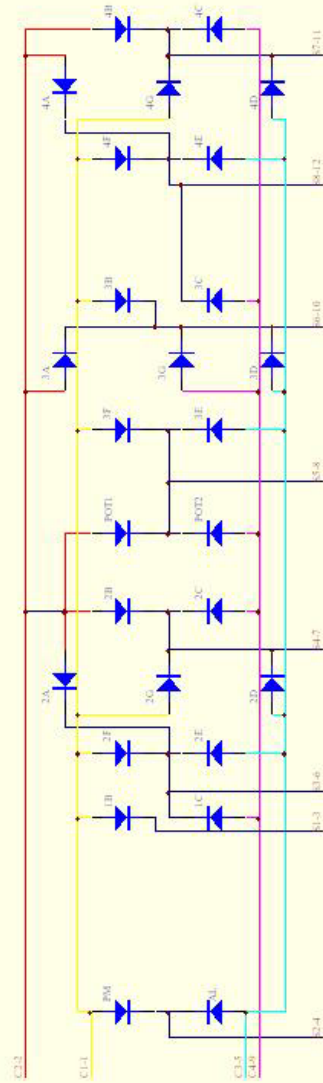 4B
4C
S7-11
4A
4G
4D
4F
4E
S8-12
3B
3C
S6-10
3A
3G
3D
3F
3E
S5-8
POT1
POT2
2B
2C
S4-7
2A
2G
2D
2F
2E
S3-6
1B
1C
S1-3
PM
AL
S2-4
C2-2
C1-1
C3-5
C4-9